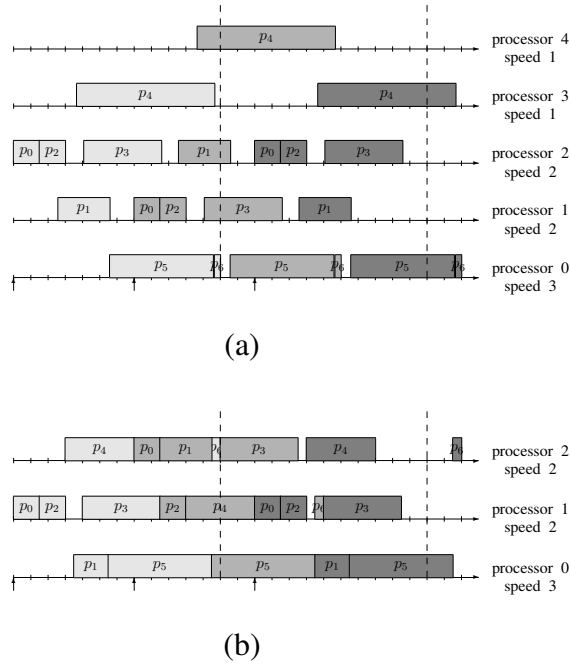 p4 processor 4
speed 1
p4 p4 processor 3
speed 1
p0 p2 p3 p1 p0 p2 p3 processor 2
speed 2
p1 p0 p2 p3 p1 processor 1
speed 2
p5 p6 p5 p6 p5 p6 processor 0
speed 3
(a)
p4 p0 p1 p6 p3 p4 p6 processor 2
speed 2
p0 p2 p3 p2 p4 p0 p2 p6 p3 processor 1
speed 2
p1 p5 p5 p1 p5 processor 0
speed 3
(b)